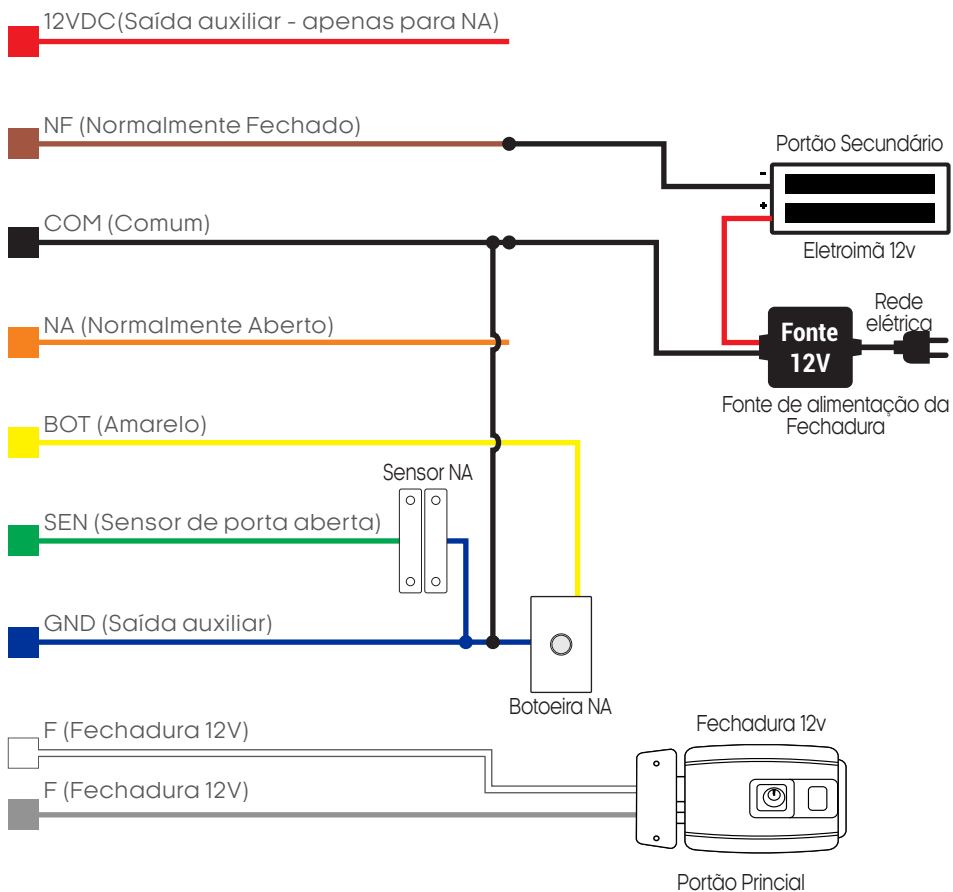 12VDC(Saída auxiliar - apenas para NA)
NF (Normalmente Fechado)
Portão Secundário
-
+
COM (Comum)
Eletroimã 12v
Rede
elétrica
NA (Normalmente Aberto)
Fonte
12V
Fonte de alimentação da
Fechadura
BOT (Amarelo)
Sensor NA
SEN (Sensor de porta aberta)
GND (Saída auxiliar)
Botoeira NA
F (Fechadura 12V)
Fechadura 12v
F (Fechadura 12V)
Portão Princial